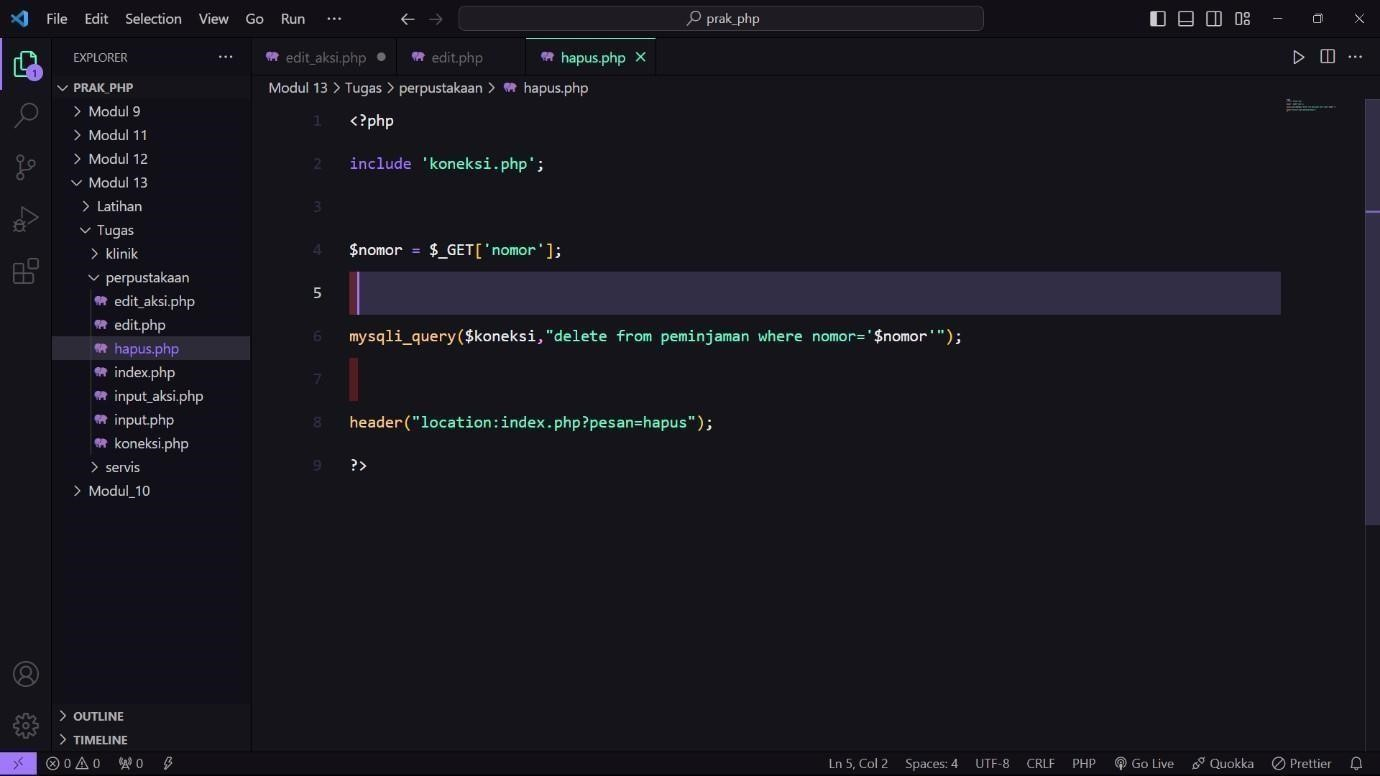 File Edit Selection View Go Run ··· prak_php
EXPLORER ···
PRAK_PHP
Modul 9
Modul 11
Modul 12
Modul 13
Latihan
Tugas
klinik
perpustakaan
edit_aksi.php
edit.php
hapus.php
index.php
input_aksi.php
input.php
koneksi.php
servis
Modul_10
OUTLINE
TIMELINE
1
edit_aksi.php edit.php hapus.php
Modul 13 > Tugas > perpustakaan > hapus.php
1 <?php
2 include 'koneksi.php';
3
4 $nomor = $_GET['nomor'];
5
6 mysqli_query($koneksi,"delete from peminjaman where nomor='$nomor'");
7
8 header("location:index.php?pesan=hapus");
9 ?>
0 0 0 Ln 5, Col 2 Spaces: 4 UTF-8 CRLF PHP Go Live Quokka Prettier